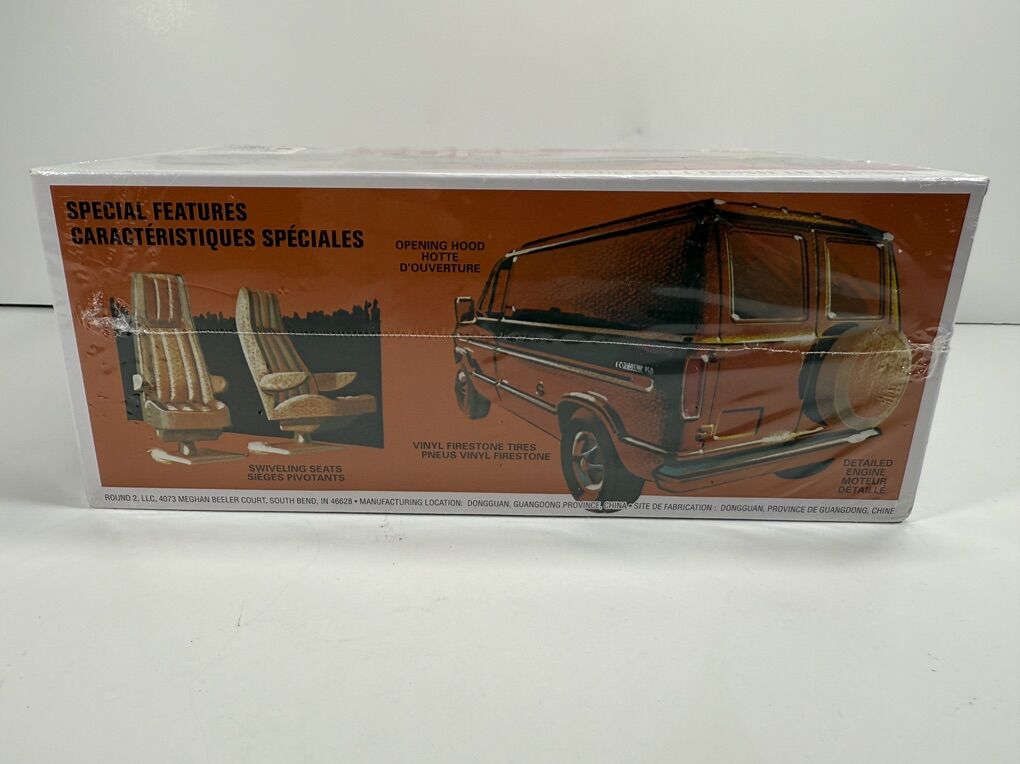 SPECIAL FEATURES
CARACTÉRISTIQUES SPÉCIALES
OPENING HOOD
HOTTE
D'OUVERTURE
SWIVELING SEATS
SIÈGES PIVOTANTS
VINYL FIRESTONE TIRES
PNEUS VINYL FIRESTONE
DETAILED
ENGINE
MOTEUR
DÉTAILLÉ
ROUND 2, LLC, 4073 MEGHAN BEELER COURT, SOUTH BEND, IN 46628 • MANUFACTURING LOCATION: DONGGUAN, GUANGDONG PROVINCE, CHINA • SITE DE FABRICATION : DONGGUAN, PROVINCE DE GUANGDONG, CHINE